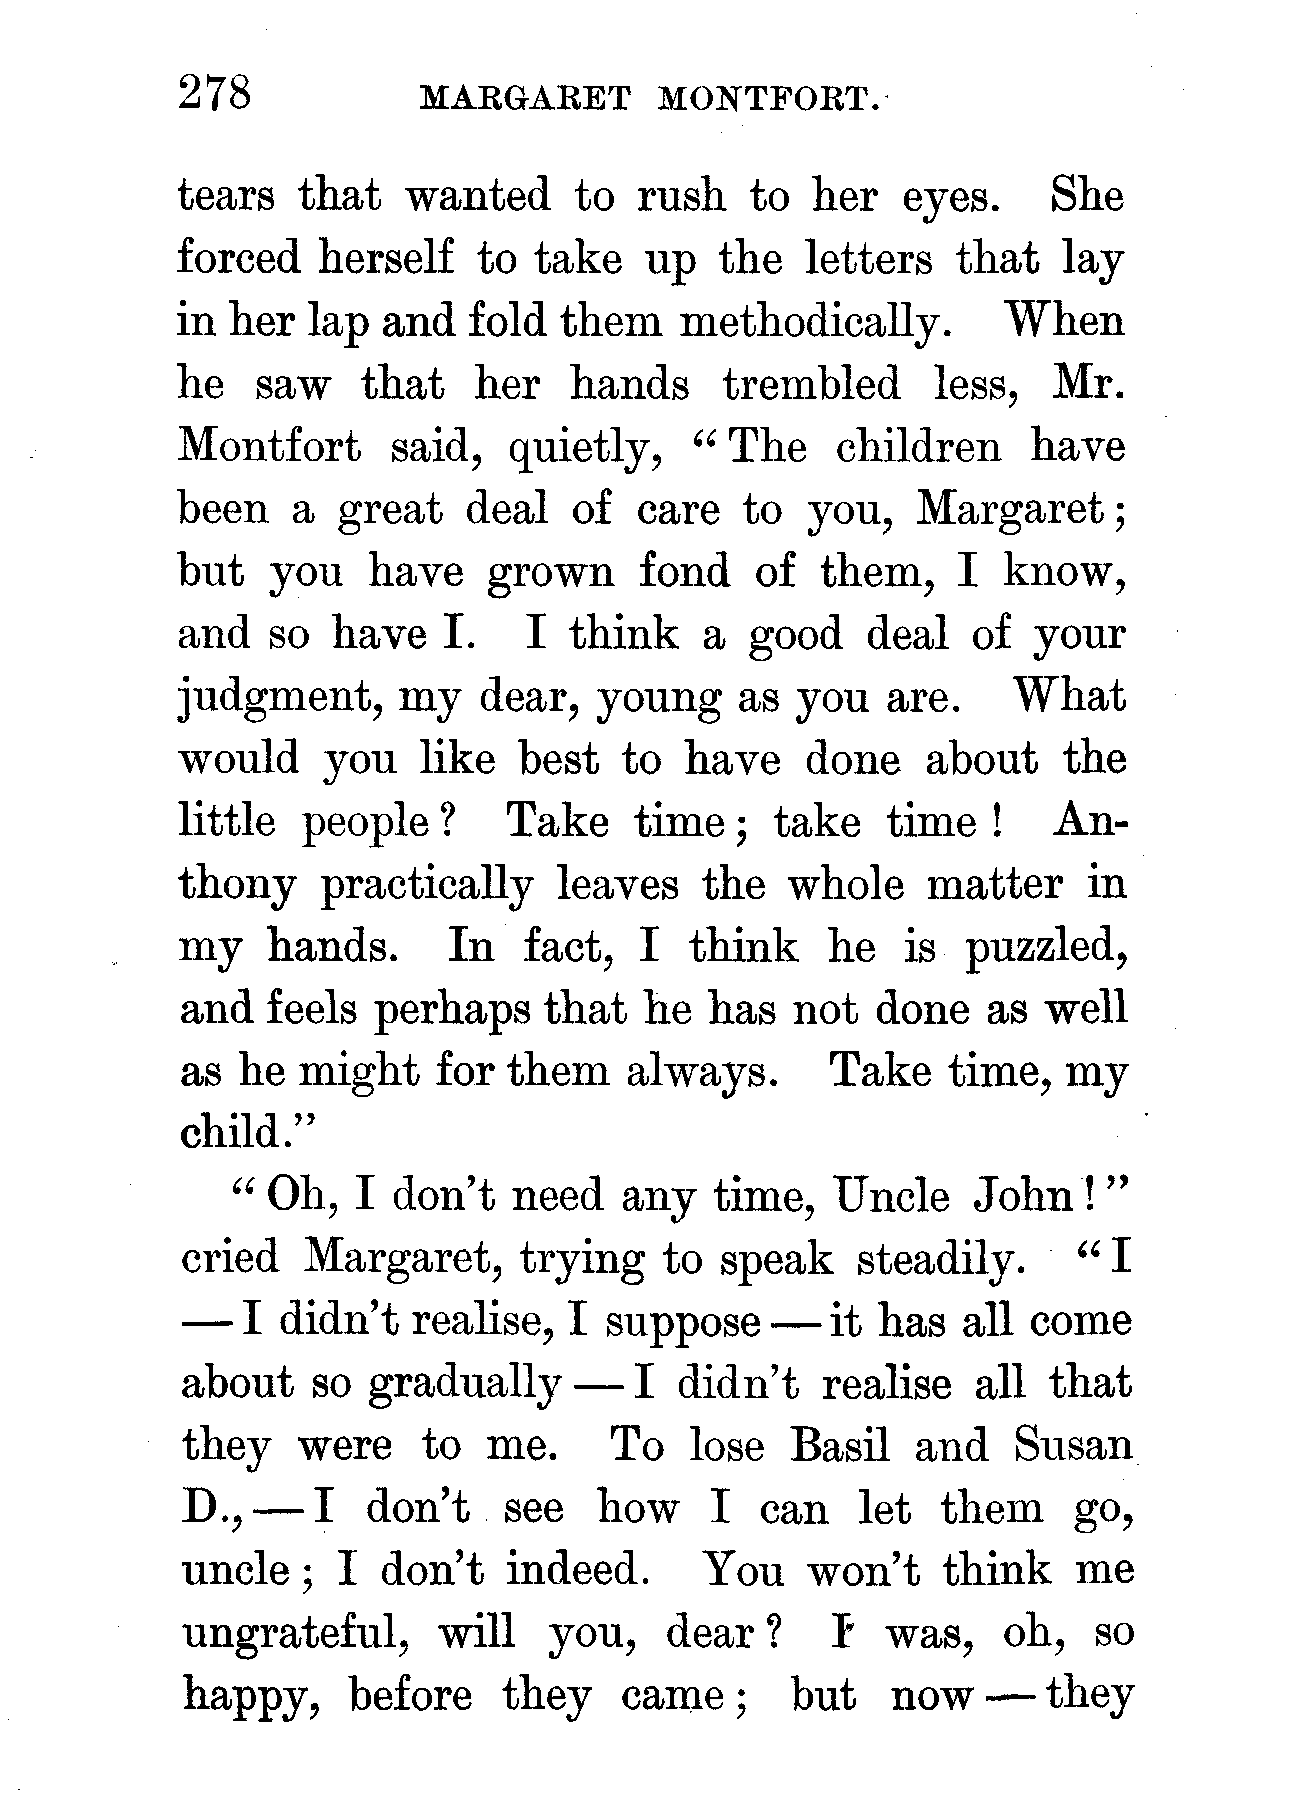 278 MARGARET MONTFORT.
tears that wanted to rush to her eyes. She
forced herself to take up the letters that lay
in her lap and fold them methodically. When
he saw that her hands trembled less, Mr.
Montfort said, quietly, “The children have
been a great deal of care to you, Margaret;
but you have grown fond of them, I know,
and so have I. I think a good deal of your
judgment, my dear, young as you are. What
would you like best to have done about the
little people? Take time; take time! An-
thony practically leaves the whole matter in
my hands. In fact, I think he is puzzled,
and feels perhaps that he has not done as well
as he might for them always. Take time, my
child.”
“Oh, I don’t need any time, Uncle John!”
cried Margaret, trying to speak steadily. “I
— I didn’t realise, I suppose — it has all come
about so gradually — I didn’t realise all that
they were to me. To lose Basil and Susan
D., — I don’t see how I can let them go,
uncle; I don’t indeed. You won’t think me
ungrateful, will you, dear? I was, oh, so
happy, before they came; but now — they